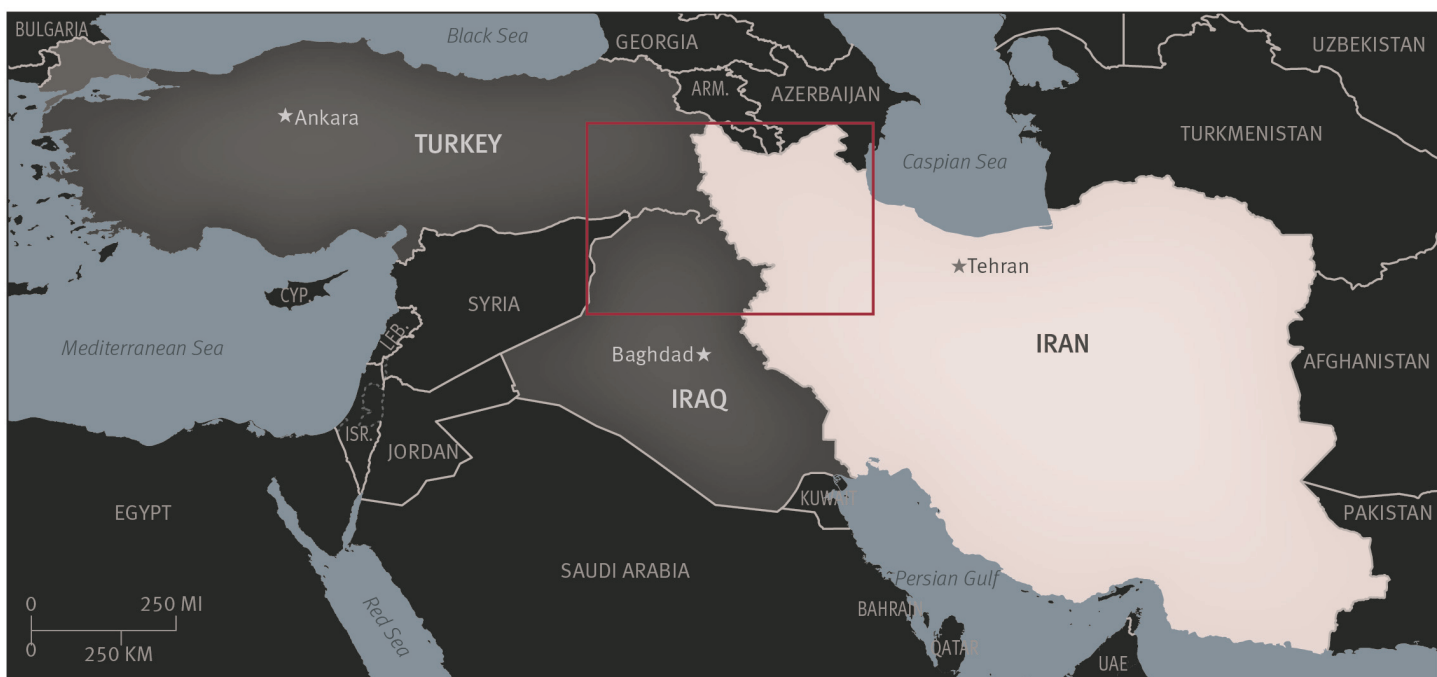 BULGARIA
Black Sea
GEORGIA
UZBEKISTAN
ARM.
AZERBAIJAN
★Ankara
TURKEY
TURKMENISTAN
Caspian Sea
★Tehran
CYP.
SYRIA
LEB.
Mediterranean Sea
Baghdad★
IRAN
AFGHANISTAN
IRAQ
ISR.
JORDAN
KUWAIT
EGYPT
PAKISTAN
SAUDI ARABIA
Persian Gulf
0 250 MI
0 250 KM
Red Sea
BAHRAIN
QATAR
UAE